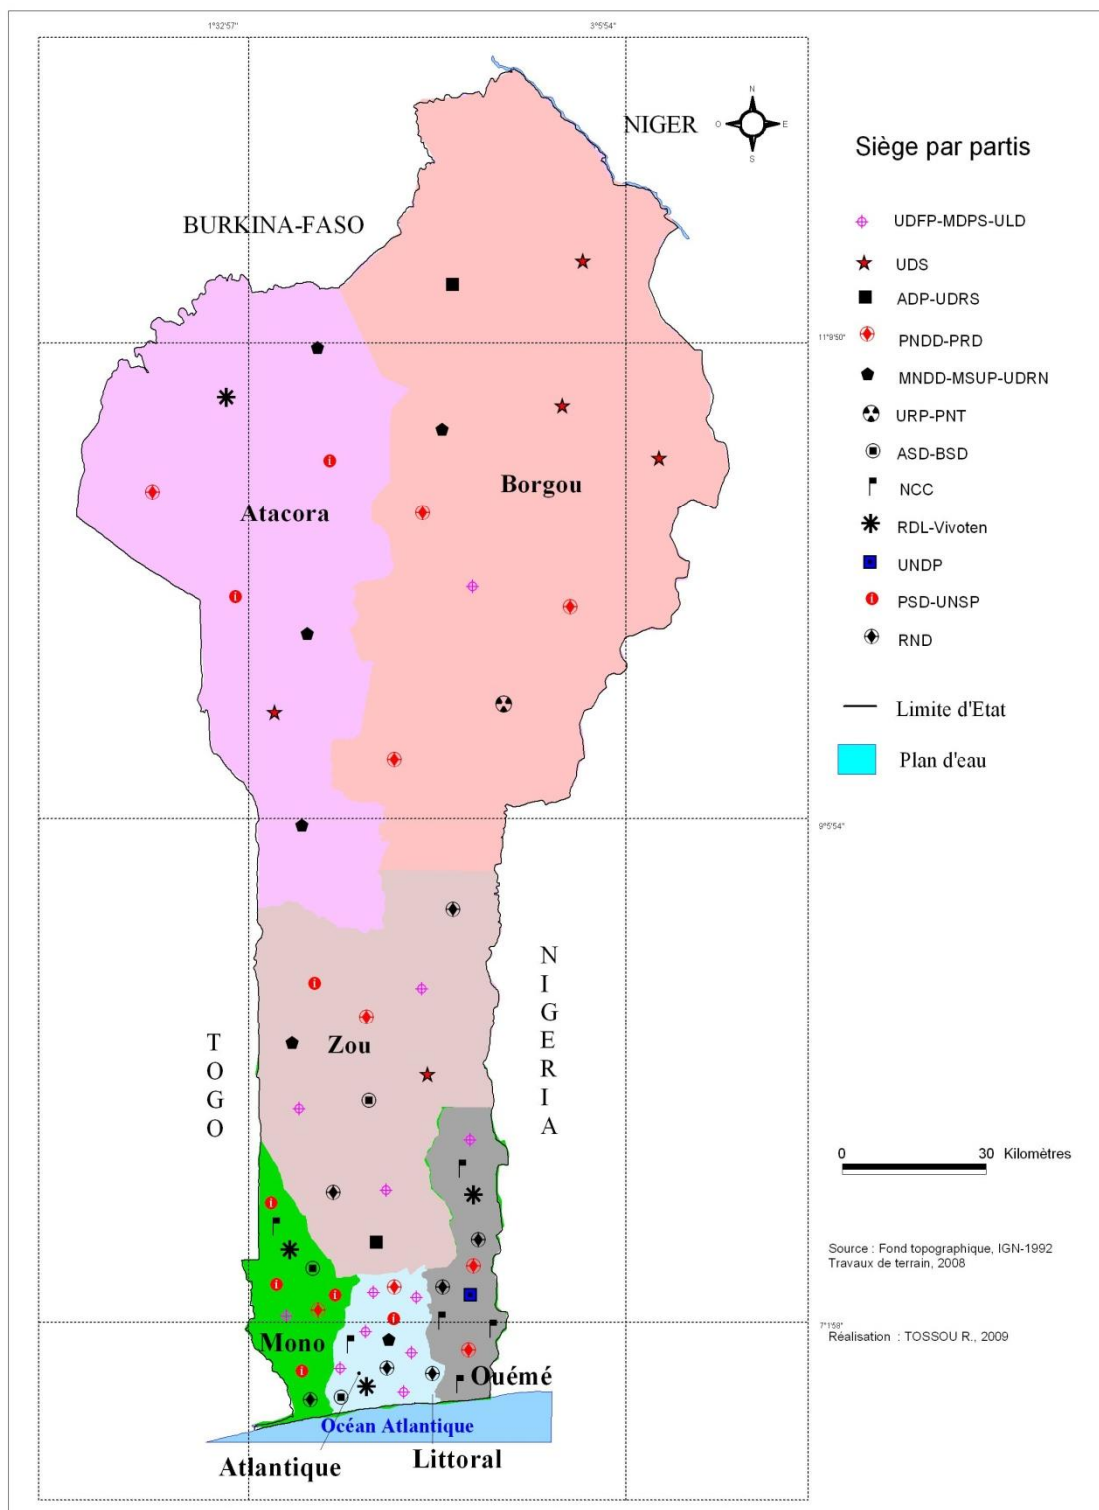 1°32'57"
3°5'54"
N
O
E
S
NIGER
BURKINA-FASO
11°9'50"
Atacora
Borgou
9°5'54"
TOGO
NIGERIA
Zou
7°1'58"
Mono
Ouémé
Océan Atlantique
Atlantique
Littoral
Siège par partis
UDFP-MDPS-ULD
UDS
ADP-UDRS
PNDD-PRD
MNDD-MSUP-UDRN
URP-PNT
ASD-BSD
NCC
RDL-Vivoten
UNDP
PSD-UNSP
RND
Limite d'Etat
Plan d'eau
0 30 Kilomètres
Source : Fond topographique, IGN-1992
Travaux de terrain, 2008
Réalisation : TOSSOU R., 2009